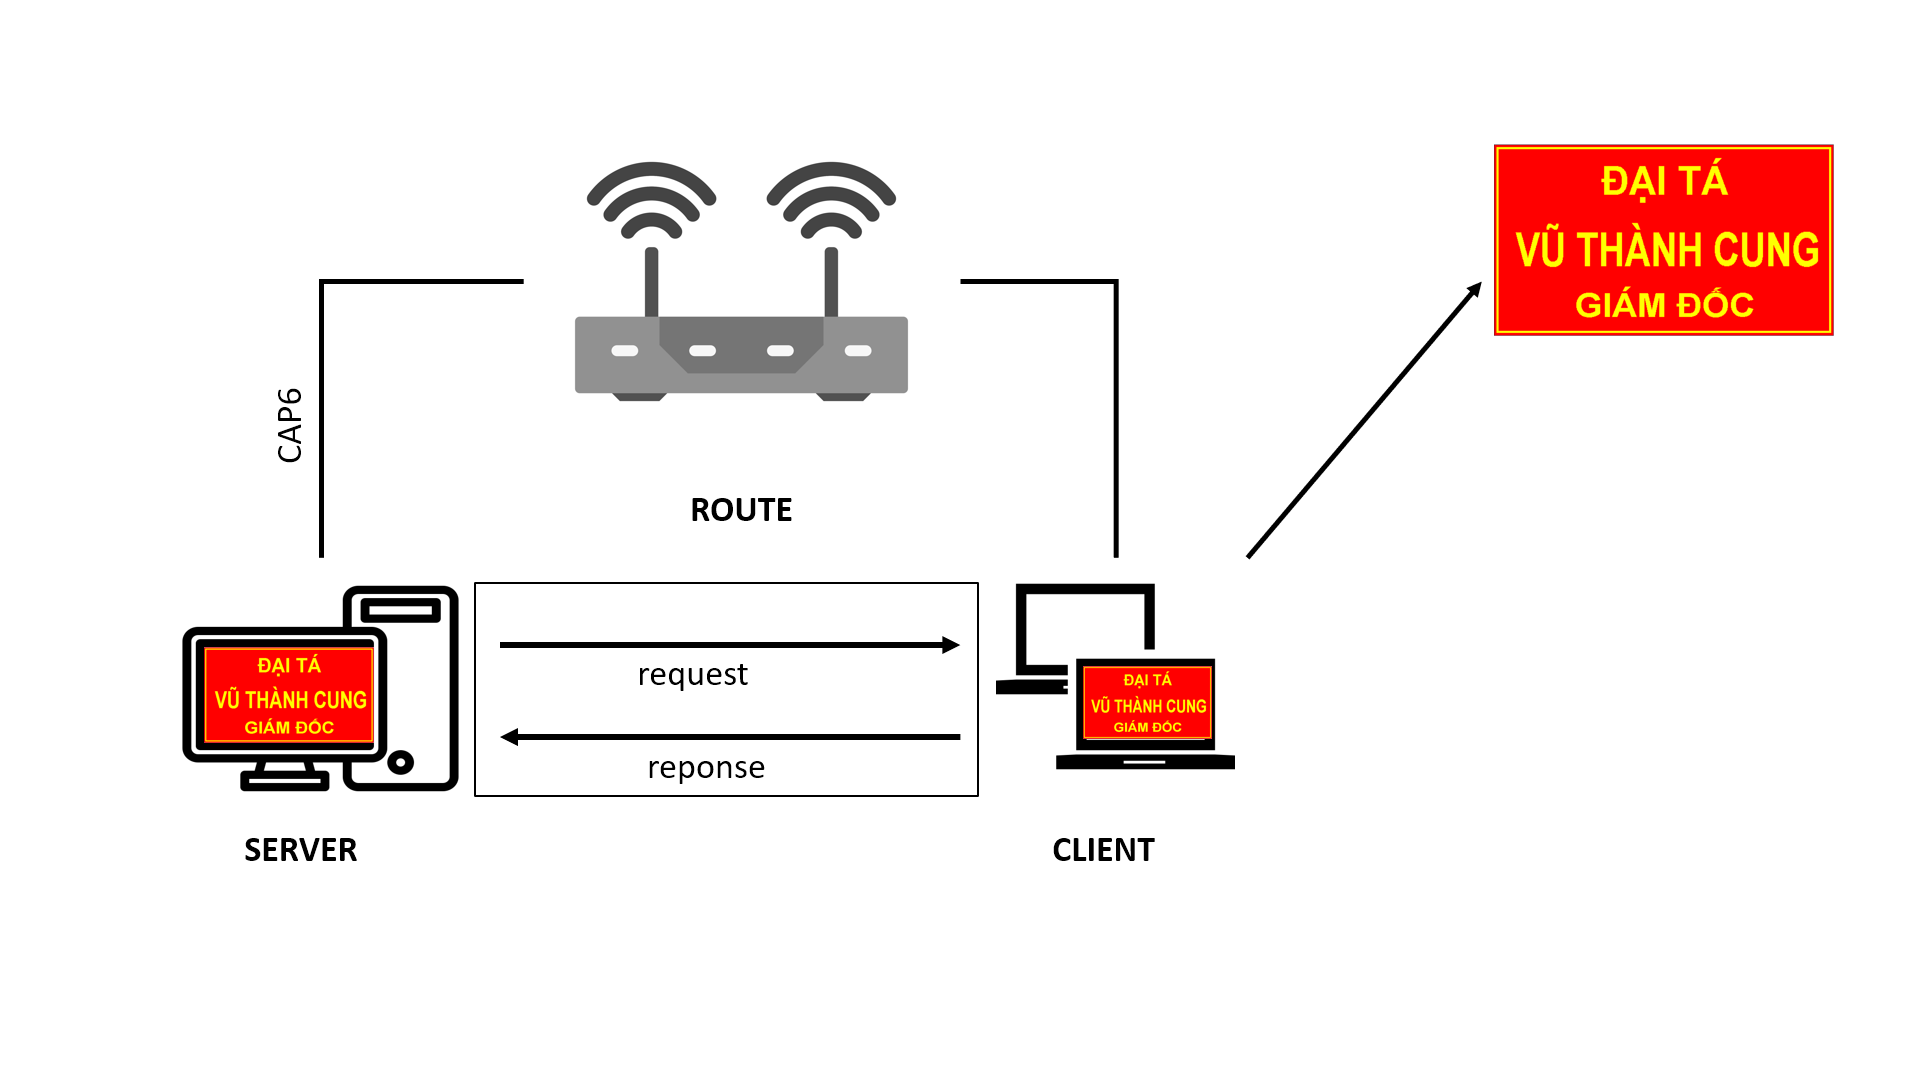 ĐẠI TÁ
VŨ THÀNH CUNG
GIÁM ĐỐC
CAP6
ROUTE
request
reponse
ĐẠI TÁ
VŨ THÀNH CUNG
GIÁM ĐỐC
ĐẠI TÁ
VŨ THÀNH CUNG
GIÁM ĐỐC
SERVER
CLIENT